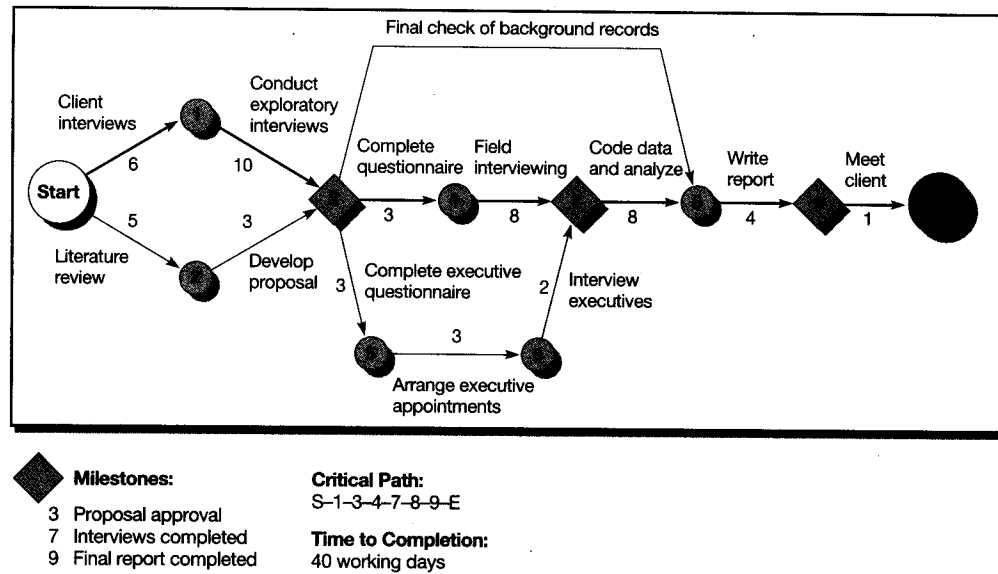 Final check of background records
Client
interviews
Conduct
exploratory
interviews
6
10
Start
5
3
Literature
review
Develop
proposal
Complete
questionnaire
3
Field
interviewing
8
Code data
and analyze
8
Write
report
4
Meet
client
1
3
Complete executive
questionnaire
3
Arrange executive
appointments
2
Interview
executives
Milestones:
3 Proposal approval
7 Interviews completed
9 Final report completed
Critical Path:
S–1–3–4–7–8–9–E
Time to Completion:
40 working days